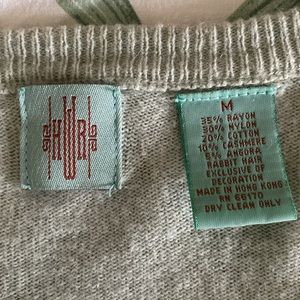 M
35% RAYON
30% NYLON
20% COTTON
10% CASHMERE
5% ANGORA
RABBIT HAIR
EXCLUSIVE OF
DECORATION
MADE IN HONG KONG
RN 66170
DRY CLEAN ONLY